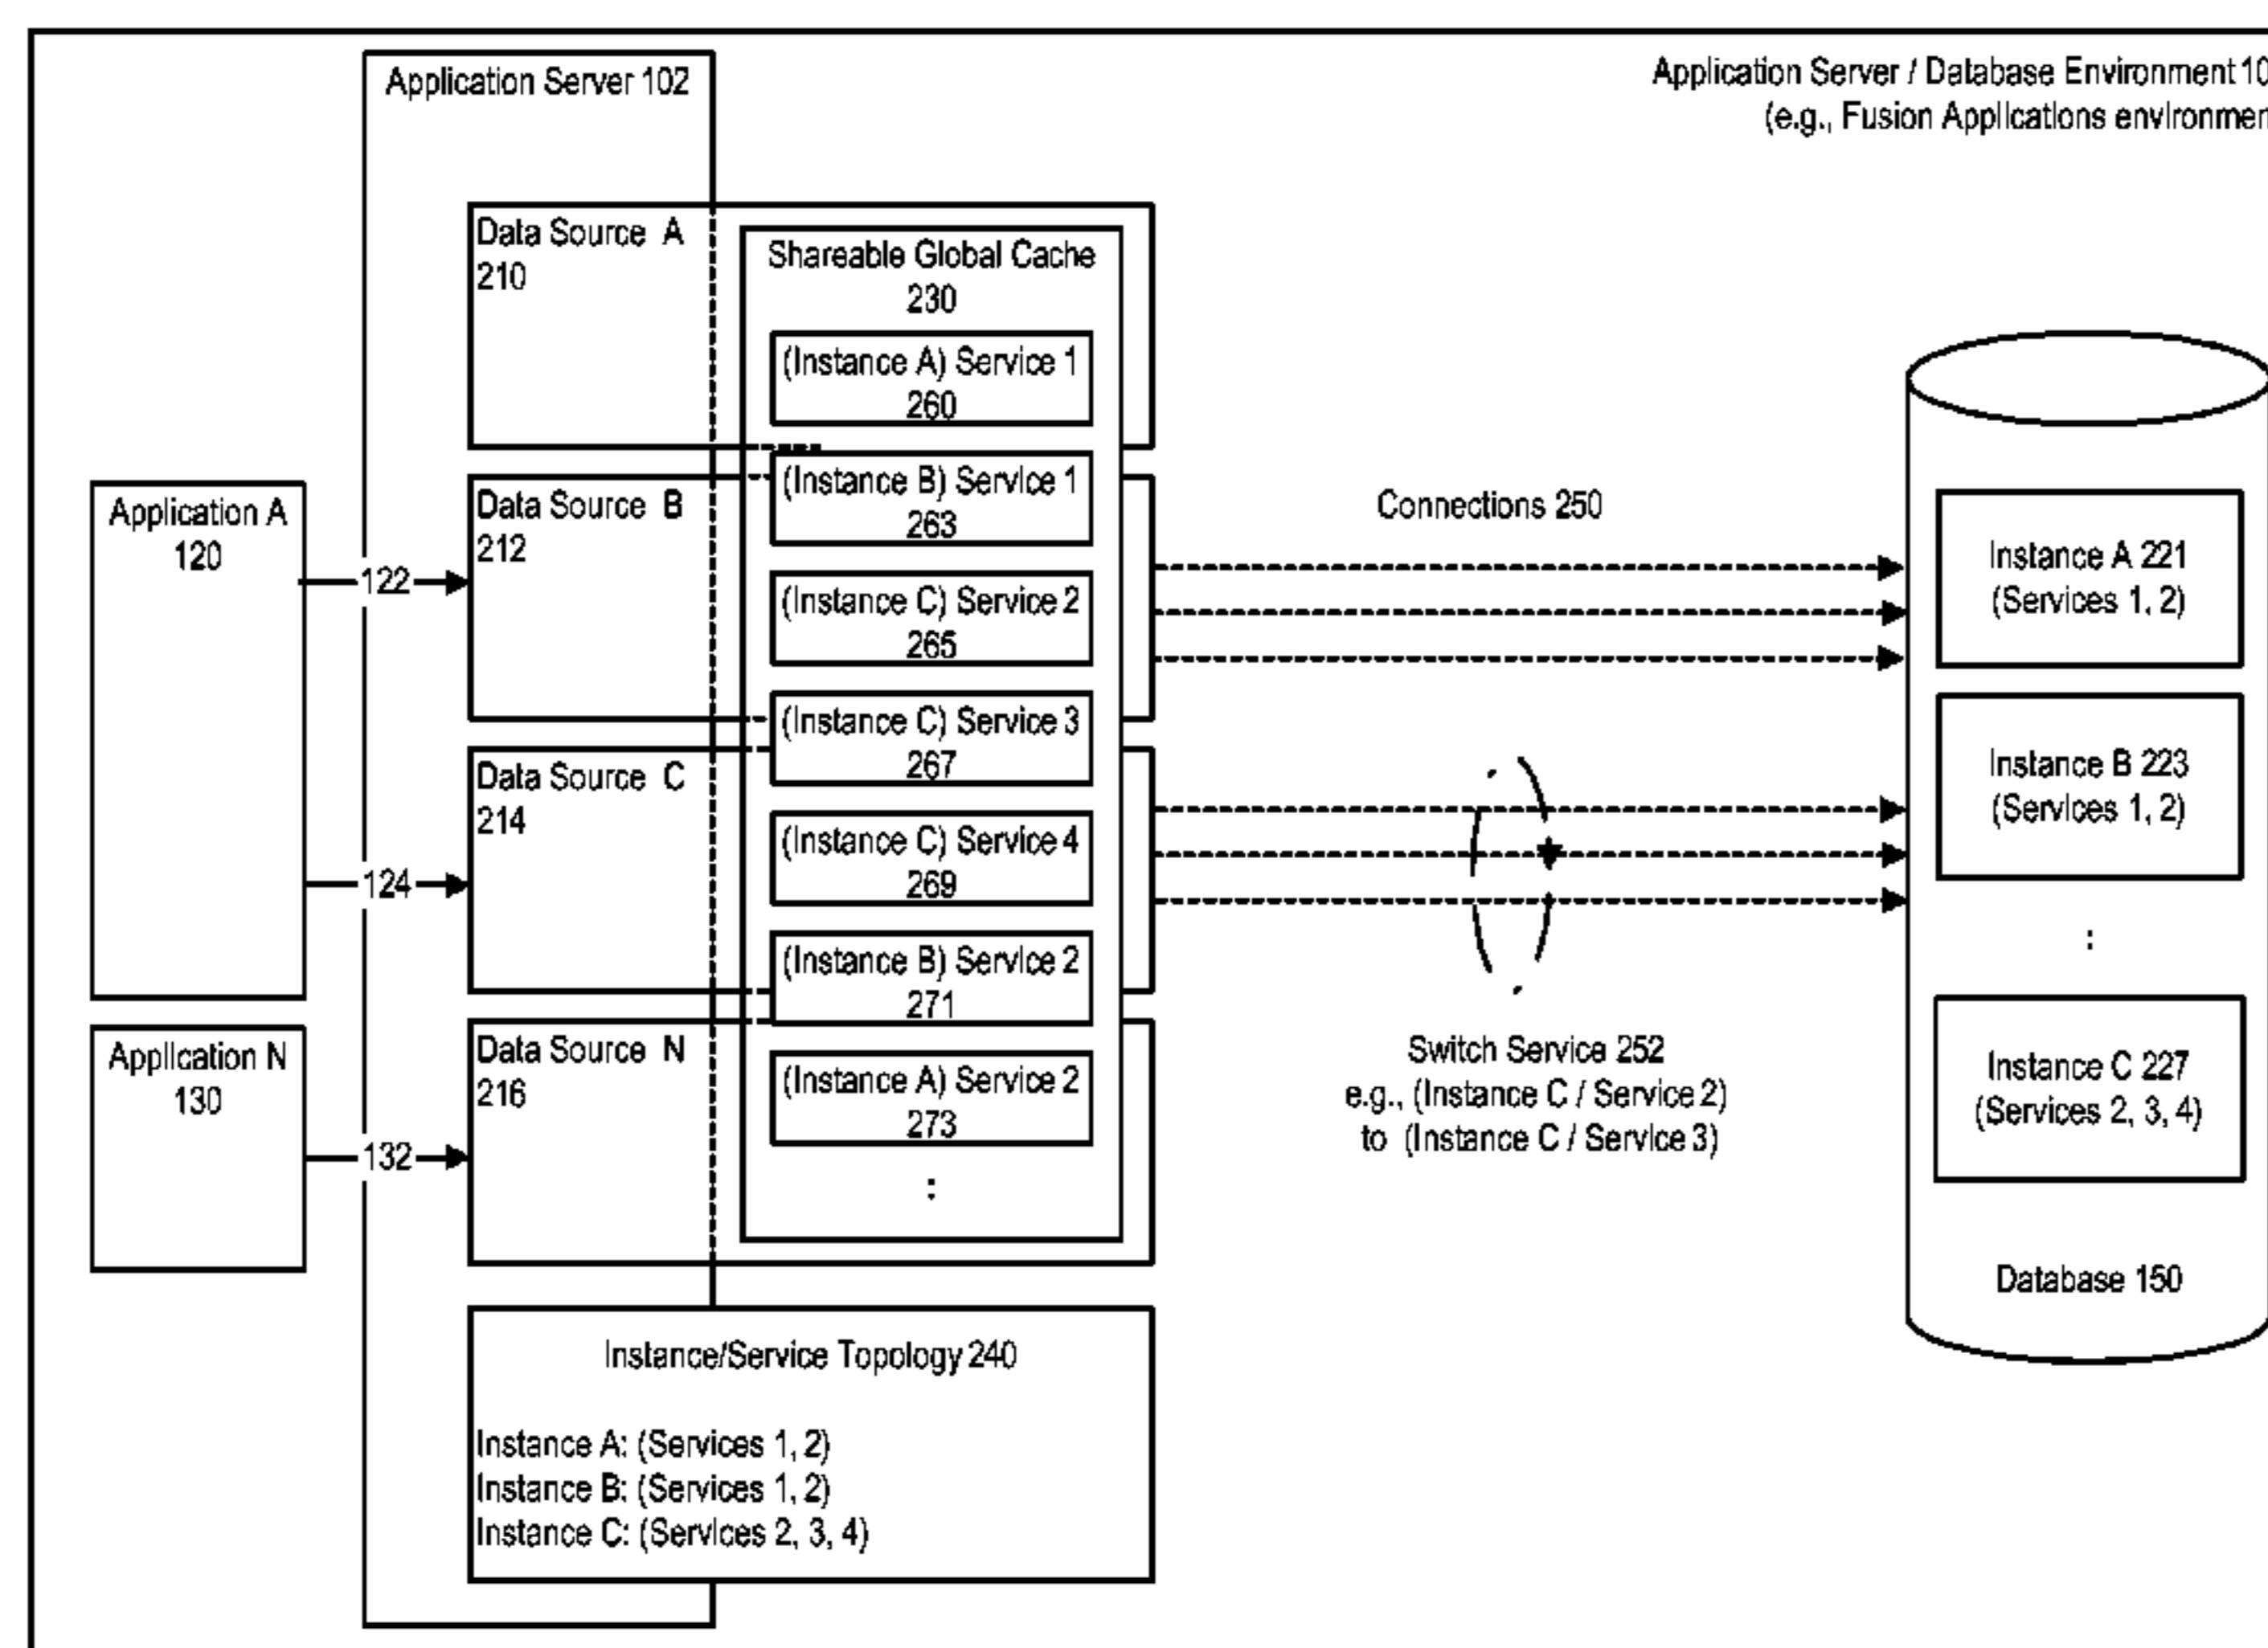 Application Server / Database Environment 10
(e.g., Fusion Applications environmen
Application Server 102
Data Source A
210
Shareable Global Cache
230
(Instance A) Service 1
260
(Instance B) Service 1
263
(Instance C) Service 2
265
(Instance C) Service 3
267
(Instance C) Service 4
269
(Instance B) Service 2
271
(Instance A) Service 2
273
:
Data Source B
212
Data Source C
214
Data Source N
216
Application A
120
122
124
Application N
130
132
Connections 250
Switch Service 252
e.g., (Instance C / Service 2)
to (Instance C / Service 3)
Instance A 221
(Services 1, 2)
Instance B 223
(Services 1, 2)
:
Instance C 227
(Services 2, 3, 4)
Database 150
Instance/Service Topology 240
Instance A: (Services 1, 2)
Instance B: (Services 1, 2)
Instance C: (Services 2, 3, 4)